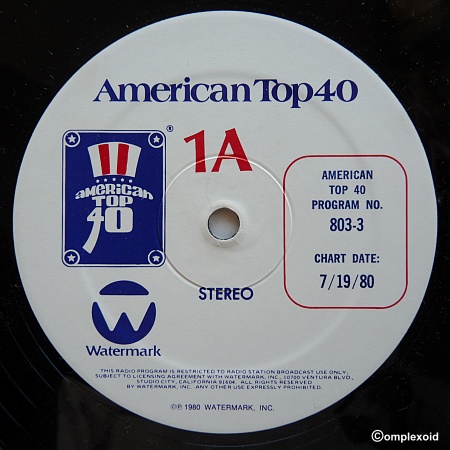 American Top 40
®
1A
american
TOP
40
AMERICAN
TOP 40
PROGRAM NO.
803-3
CHART DATE:
7/19/80
STEREO
Watermark
THIS RADIO PROGRAM IS RESTRICTED TO RADIO STATION BROADCAST USE ONLY;
SUBJECT TO LICENSING AGREEMENT WITH WATERMARK, INC., 10700 VENTURA BLVD.,
STUDIO CITY, CALIFORNIA 91604. ALL RIGHTS RESERVED
BY WATERMARK, INC. ANY OTHER USE EXPRESSLY PROHIBITED.
©℗ 1980 WATERMARK, INC.
©omplexoid